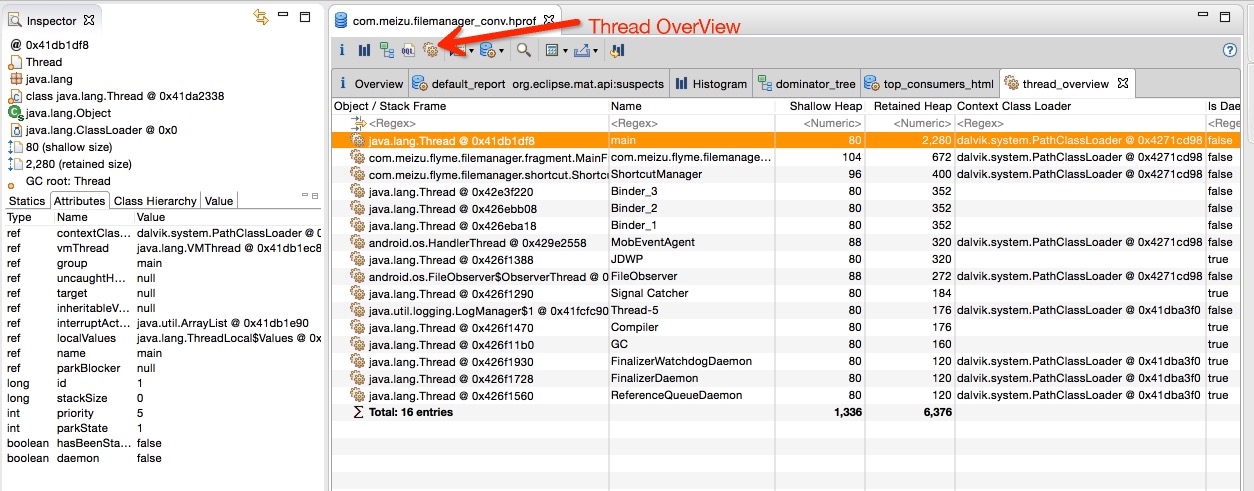 Inspector
@ 0x41db1df8
Thread
java.lang
class java.lang.Thread @ 0x41da2338
java.lang.Object
java.lang.ClassLoader @ 0x0
80 (shallow size)
2,280 (retained size)
GC root: Thread
Statics Attributes Class Hierarchy Value
Type Name Value
ref contextClas... dalvik.system.PathClassLoader @ 0
ref vmThread java.lang.VMThread @ 0x41db1ec8
ref group main
ref uncaughtH... null
ref target null
ref inheritableV... null
ref interruptAct... java.util.ArrayList @ 0x41db1e90
ref localValues java.lang.ThreadLocal$Values @ 0x
ref name main
ref parkBlocker null
long id 1
long stackSize 0
int priority 5
int parkState 1
boolean hasBeenSta... false
boolean daemon false
com.meizu.filemanager_conv.hprof
Thread OverView
i OQL
i Overview default_report org.eclipse.mat.api:suspects Histogram dominator_tree top_consumers_html thread_overview
Object / Stack Frame Name Shallow Heap Retained Heap Context Class Loader Is Dae
<Regex> <Regex> <Numeric> <Numeric> <Regex> <Rege
java.lang.Thread @ 0x41db1df8 main 80 2,280 dalvik.system.PathClassLoader @ 0x4271cd98 false
com.meizu.flyme.filemanager.fragment.MainF com.meizu.flyme.filemanage... 104 672 dalvik.system.PathClassLoader @ 0x4271cd98 false
com.meizu.flyme.filemanager.shortcut.Shortc ShortcutManager 96 400 dalvik.system.PathClassLoader @ 0x4271cd98 false
java.lang.Thread @ 0x42e3f220 Binder_3 80 352 false
java.lang.Thread @ 0x426ebb08 Binder_2 80 352 false
java.lang.Thread @ 0x426eba18 Binder_1 80 352 false
android.os.HandlerThread @ 0x429e2558 MobEventAgent 88 320 dalvik.system.PathClassLoader @ 0x4271cd98 false
java.lang.Thread @ 0x426f1388 JDWP 80 320 true
android.os.FileObserver$ObserverThread @ 0 FileObserver 88 272 dalvik.system.PathClassLoader @ 0x4271cd98 false
java.lang.Thread @ 0x426f1290 Signal Catcher 80 184 true
java.util.logging.LogManager$1 @ 0x41fcfc90 Thread-5 80 176 dalvik.system.PathClassLoader @ 0x41dba3f0 false
java.lang.Thread @ 0x426f1470 Compiler 80 176 true
java.lang.Thread @ 0x426f11b0 GC 80 160 true
java.lang.Thread @ 0x426f1930 FinalizerWatchdogDaemon 80 120 dalvik.system.PathClassLoader @ 0x41dba3f0 true
java.lang.Thread @ 0x426f1728 FinalizerDaemon 80 120 dalvik.system.PathClassLoader @ 0x41dba3f0 true
java.lang.Thread @ 0x426f1560 ReferenceQueueDaemon 80 120 dalvik.system.PathClassLoader @ 0x41dba3f0 true
Σ Total: 16 entries 1,336 6,376